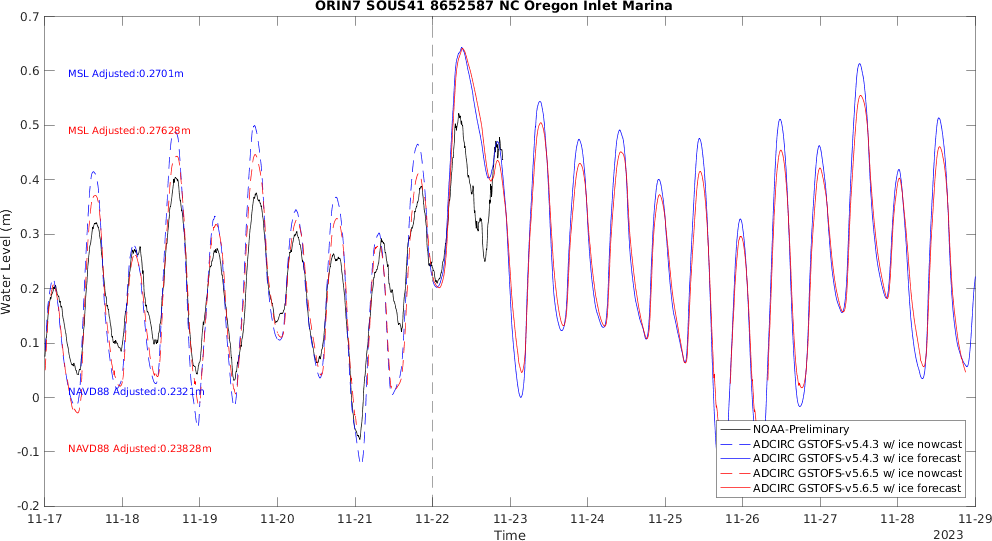 ORIN7 SOUS41 8652587 NC Oregon Inlet Marina
0.7
0.6
0.5
0.4
0.3
0.2
0.1
0
-0.1
-0.2
Water Level (m)
MSL Adjusted:0.2701m
MSL Adjusted:0.27628m
NAVD88 Adjusted:0.2321m
NAVD88 Adjusted:0.23828m
NOAA-Preliminary
ADCIRC GSTOFS-v5.4.3 w/ ice nowcast
ADCIRC GSTOFS-v5.4.3 w/ ice forecast
ADCIRC GSTOFS-v5.6.5 w/ ice nowcast
ADCIRC GSTOFS-v5.6.5 w/ ice forecast
11-17 11-18 11-19 11-20 11-21 11-22 11-23 11-24 11-25 11-26 11-27 11-28 11-29
Time
2023